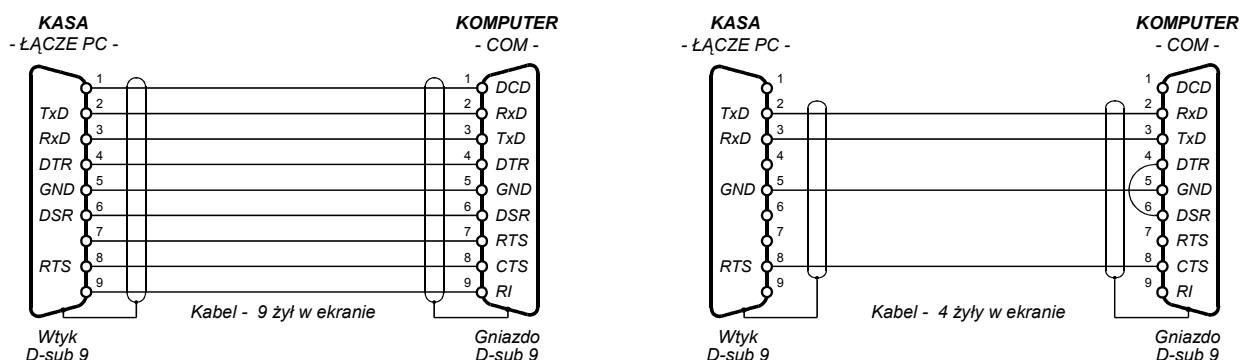 KASA
- ŁĄCZE PC -
KOMPUTER
- COM -
1 1 DCD
TxD 2 2 RxD
RxD 3 3 TxD
DTR 4 4 DTR
GND 5 5 GND
DSR 6 6 DSR
7 7 RTS
RTS 8 8 CTS
9 9 RI
Kabel - 9 żył w ekranie
Wtyk
D-sub 9
Gniazdo
D-sub 9
KASA
- ŁĄCZE PC -
KOMPUTER
- COM -
1 1 DCD
TxD 2 2 RxD
RxD 3 3 TxD
4 4 DTR
GND 5 5 GND
6 6 DSR
7 7 RTS
RTS 8 8 CTS
9 9 RI
Kabel - 4 żyły w ekranie
Wtyk
D-sub 9
Gniazdo
D-sub 9